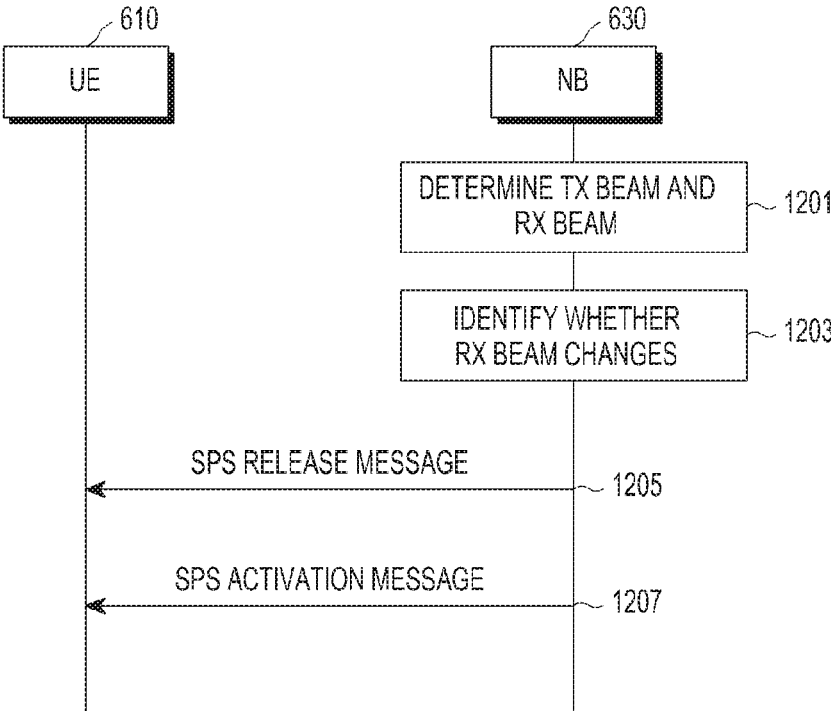 610
630
UE
NB
DETERMINE TX BEAM AND
RX BEAM
1201
IDENTIFY WHETHER
RX BEAM CHANGES
1203
SPS RELEASE MESSAGE
1205
SPS ACTIVATION MESSAGE
1207